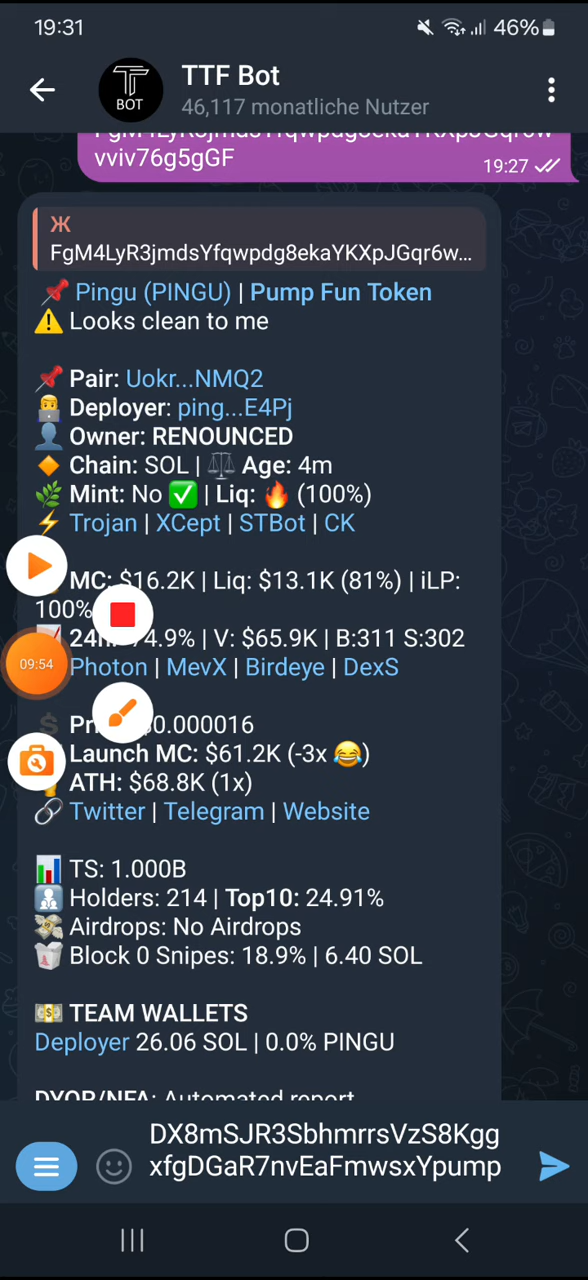 19:31
46%
TTF Bot
BOT
46,117 monatliche Nutzer
vviv76g5gGF
19:27
Ж
FgM4LyR3jmdsYfqwpdg8ekaYKXpJGqr6w...
Pingu (PINGU) | Pump Fun Token
Looks clean to me
Pair: Uokr...NMQ2
Deployer: ping...E4Pj
Owner: RENOUNCED
Chain: SOL | Age: 4m
Mint: No | Liq: (100%)
Trojan | XCept | STBot | CK
MC: $16.2K | Liq: $13.1K (81%) | iLP:
100%
4.9% | V: $65.9K | B:311 S:302
09:54
Photon | MevX | Birdeye | DexS
0.000016
Launch MC: $61.2K (-3x )
ATH: $68.8K (1x)
Twitter | Telegram | Website
TS: 1.000B
Holders: 214 | Top10: 24.91%
Airdrops: No Airdrops
Block 0 Snipes: 18.9% | 6.40 SOL
TEAM WALLETS
Deployer 26.06 SOL | 0.0% PINGU
DYOR/NFA: Automated report
DX8mSJR3SbhmrrsVzS8Kgg
xfgDGaR7nvEaFmwsxYpump